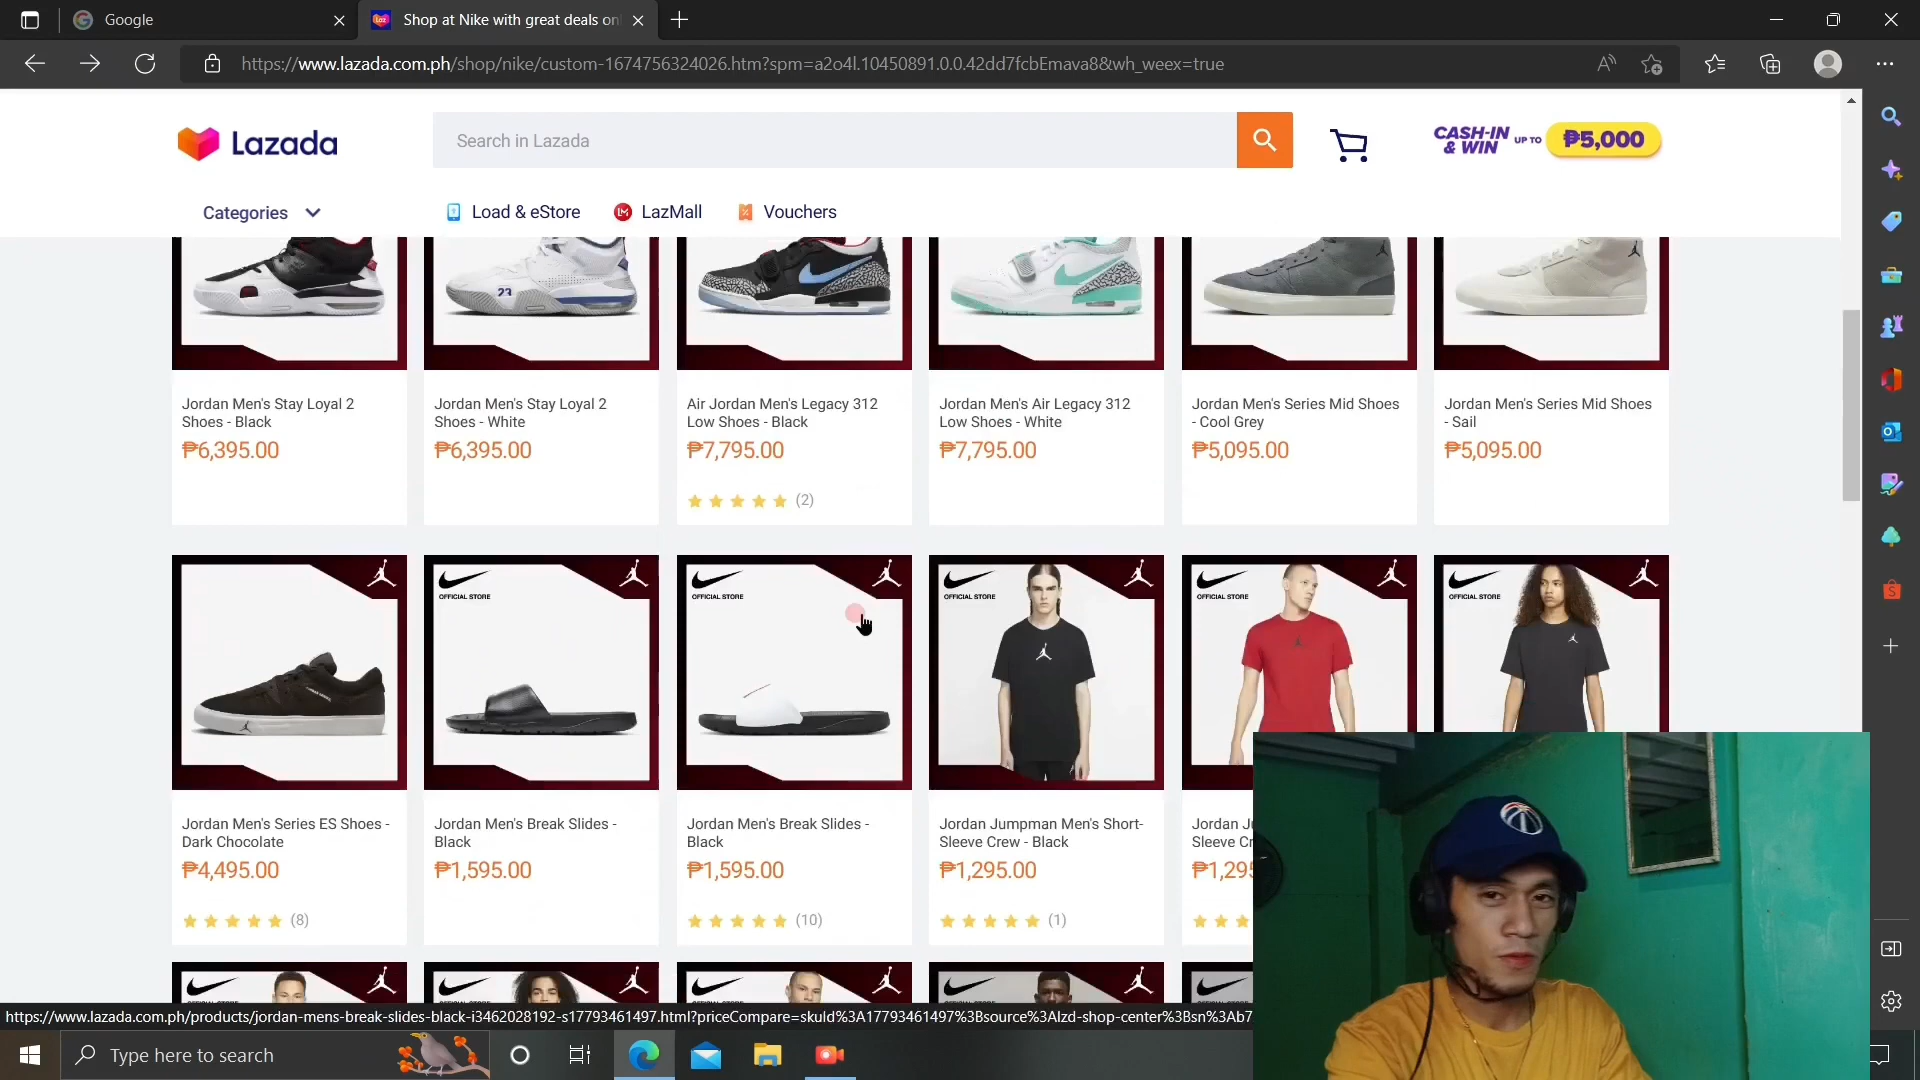 Google
Shop at Nike with great deals on
https://www.lazada.com.ph/shop/nike/custom-1674756324026.htm?spm=a2o4l.10450891.0.0.42dd7fcbEmava8&wh_weex=true
Lazada
Search in Lazada
CASH-IN & WIN UP TO ₱5,000
Categories
Load & eStore
LazMall
Vouchers
23
Jordan Men's Stay Loyal 2
Shoes - Black
₱6,395.00
Jordan Men's Stay Loyal 2
Shoes - White
₱6,395.00
Air Jordan Men's Legacy 312
Low Shoes - Black
₱7,795.00
(2)
Jordan Men's Air Legacy 312
Low Shoes - White
₱7,795.00
Jordan Men's Series Mid Shoes
- Cool Grey
₱5,095.00
Jordan Men's Series Mid Shoes
- Sail
₱5,095.00
OFFICIAL STORE
OFFICIAL STORE
OFFICIAL STORE
OFFICIAL STORE
OFFICIAL STORE
Jordan Men's Series ES Shoes -
Dark Chocolate
₱4,495.00
(8)
Jordan Men's Break Slides -
Black
₱1,595.00
Jordan Men's Break Slides -
Black
₱1,595.00
(10)
Jordan Jumpman Men's Short-
Sleeve Crew - Black
₱1,295.00
(1)
Jordan Ju
Sleeve Cr
₱1,295
https://www.lazada.com.ph/products/jordan-mens-break-slides-black-i3462028192-s17793461497.html?priceCompare=skuId%3A17793461497%3Bsource%3Alzd-shop-center%3Bsn%3Ab7
Type here to search